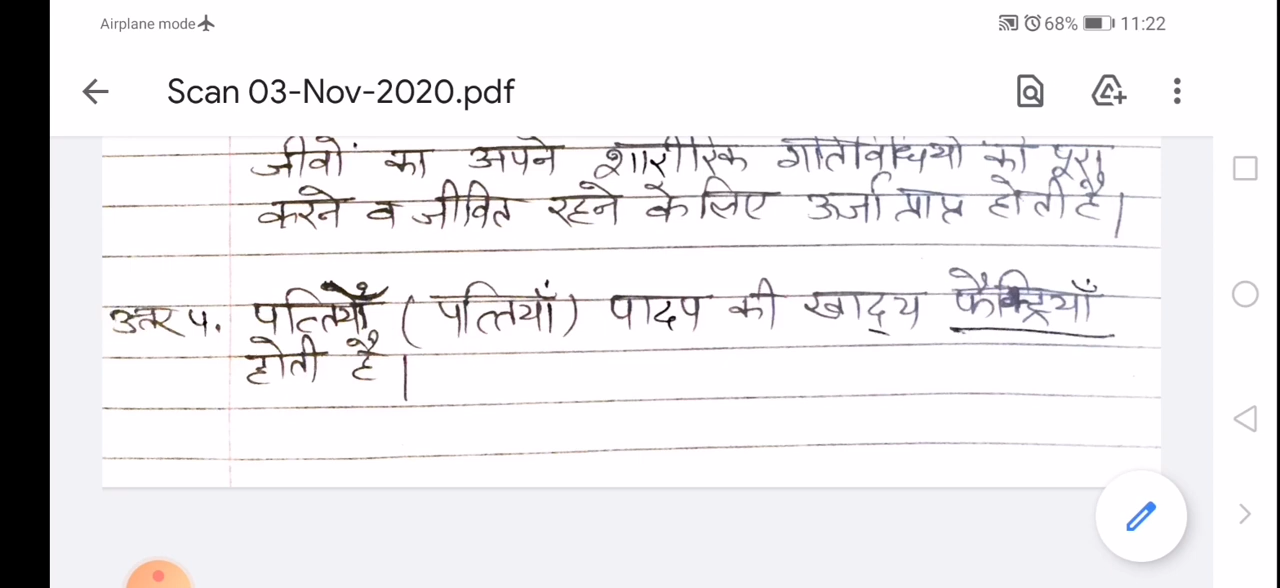 Airplane mode 68% 11:22
Scan 03-Nov-2020.pdf
जीवों का अपने शारीरिक गतिविधियो को पूरा
करने व जीवित रहने के लिए ऊर्जा प्राप्त होती है।
उत्तर ५. पत्तियाँ ( पत्तियाँ ) पादप की खाद्य फैक्ट्रियाँ
होती है।